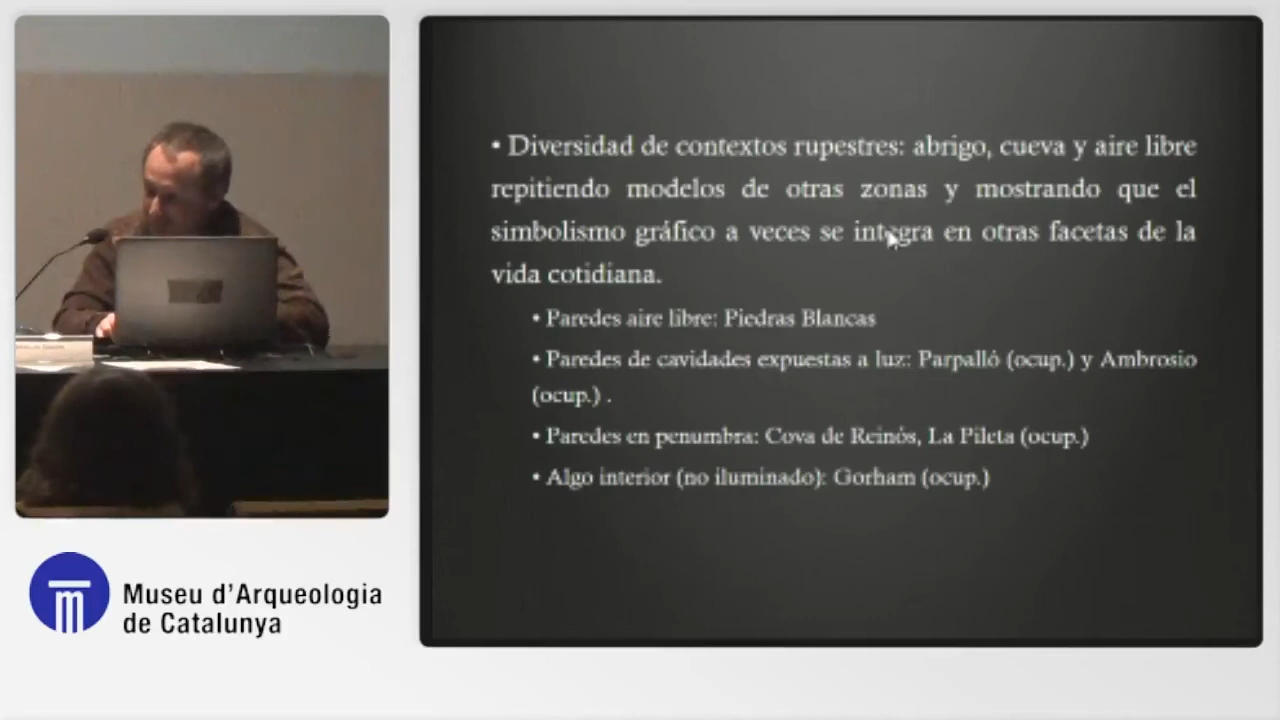 • Diversidad de contextos rupestres: abrigo, cueva y aire libre
repitiendo modelos de otras zonas y mostrando que el
simbolismo gráfico a veces se integra en otras facetas de la
vida cotidiana.
• Paredes aire libre: Piedras Blancas
• Paredes de cavidades expuestas a luz: Parpalló (ocup.) y Ambrosio
(ocup.) .
• Paredes en penumbra: Cova de Reinós, La Pileta (ocup.)
• Algo interior (no iluminado): Gorham (ocup.)
Museu d'Arqueologia
de Catalunya